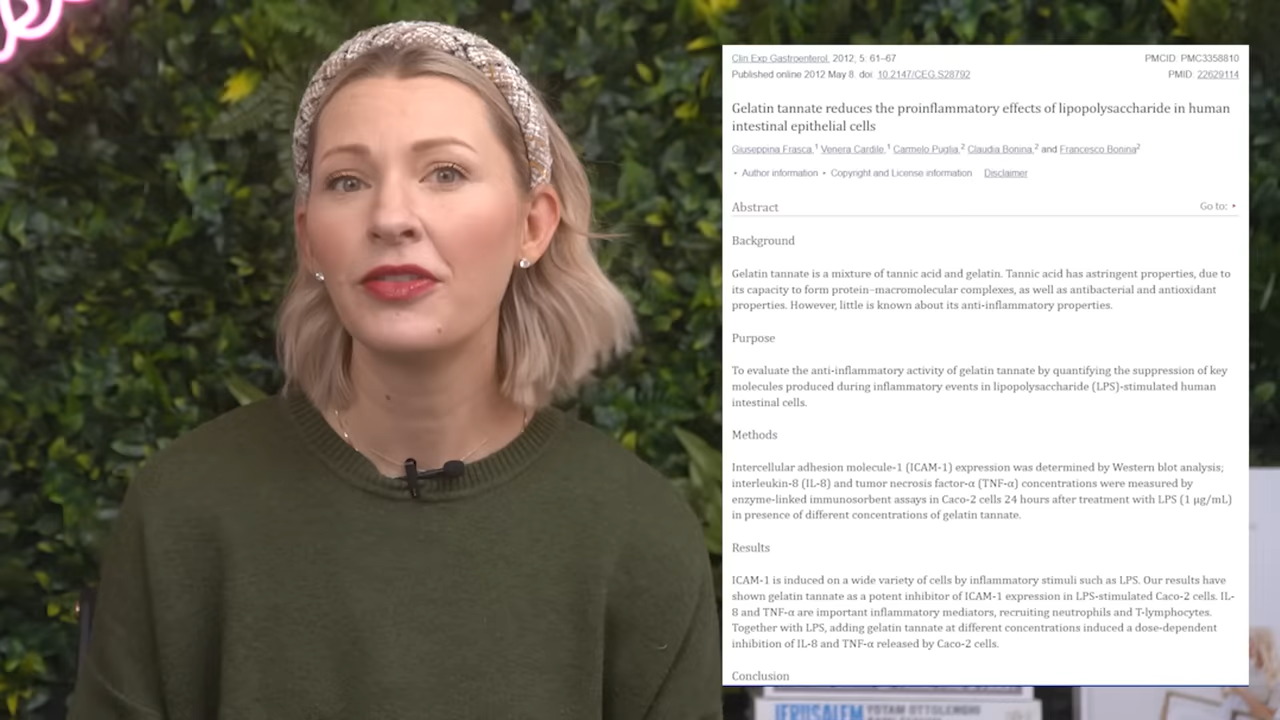 Clin Exp Gastroenterol. 2012; 5: 61–67
PMCID: PMC3358810
Published online 2012 May 8. doi: 10.2147/CEG.S28792
PMID: 22629114
Gelatin tannate reduces the proinflammatory effects of lipopolysaccharide in human
intestinal epithelial cells
Giuseppina Frasca,1 Venera Cardile,1 Carmelo Puglia,2 Claudia Bonina,2 and Francesco Bonina2
• Author information • Copyright and License information Disclaimer
Abstract
Go to:
Background
Gelatin tannate is a mixture of tannic acid and gelatin. Tannic acid has astringent properties, due to
its capacity to form protein–macromolecular complexes, as well as antibacterial and antioxidant
properties. However, little is known about its anti-inflammatory properties.
Purpose
To evaluate the anti-inflammatory activity of gelatin tannate by quantifying the suppression of key
molecules produced during inflammatory events in lipopolysaccharide (LPS)-stimulated human
intestinal cells.
Methods
Intercellular adhesion molecule-1 (ICAM-1) expression was determined by Western blot analysis;
interleukin-8 (IL-8) and tumor necrosis factor-α (TNF-α) concentrations were measured by
enzyme-linked immunosorbent assays in Caco-2 cells 24 hours after treatment with LPS (1 μg/mL)
in presence of different concentrations of gelatin tannate.
Results
ICAM-1 is induced on a wide variety of cells by inflammatory stimuli such as LPS. Our results have
shown gelatin tannate as a potent inhibitor of ICAM-1 expression in LPS-stimulated Caco-2 cells. IL-
8 and TNF-α are important inflammatory mediators, recruiting neutrophils and T-lymphocytes.
Together with LPS, adding gelatin tannate at different concentrations induced a dose-dependent
inhibition of IL-8 and TNF-α released by Caco-2 cells.
Conclusion
JERUSALEM YOTAM OTTOLENGHI